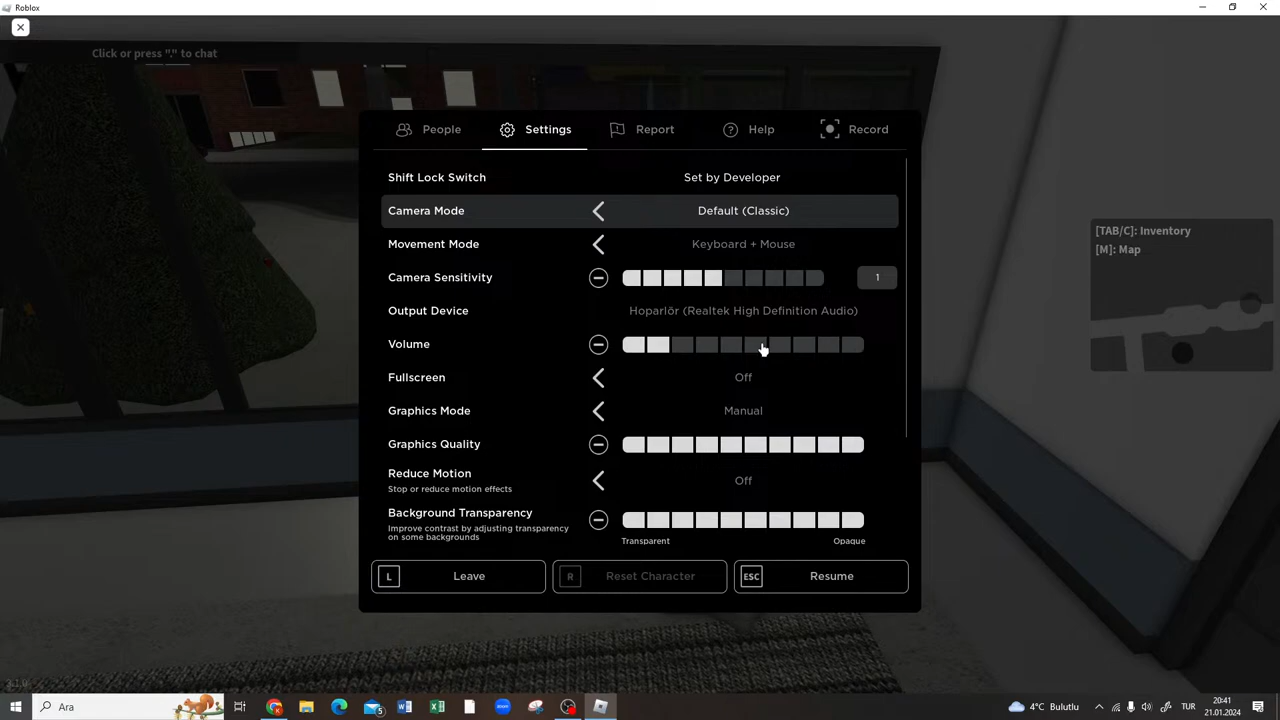 Roblox
Click or press "," to chat
People
Settings
Report
Help
Record
Shift Lock Switch
Set by Developer
Camera Mode
Default (Classic)
Movement Mode
Keyboard + Mouse
Camera Sensitivity
1
Output Device
Hoparlör (Realtek High Definition Audio)
Volume
Fullscreen
Off
Graphics Mode
Manual
Graphics Quality
Reduce Motion
Off
Stop or reduce motion effects
Background Transparency
Improve contrast by adjusting transparency
on some backgrounds
Transparent
Opaque
L
Leave
R
Reset Character
ESC
Resume
[TAB/C]: Inventory
[M]: Map
3.1.0
Ara
5
4°C Bulutlu
TUR
20:41
21.01.2024